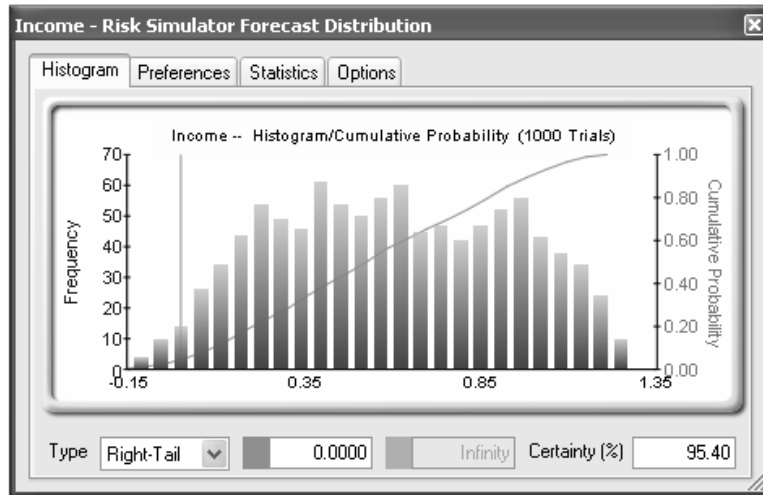 Income - Risk Simulator Forecast Distribution
Histogram Preferences Statistics Options
Income -- Histogram/Cumulative Probability (1000 Trials)
70
60
50
40
30
20
10
0
Frequency
1.00
0.80
0.60
0.40
0.20
0.00
Cumulative Probability
-0.15 0.35 0.85 1.35
Type Right-Tail 0.0000 Infinity Certainty (%) 95.40